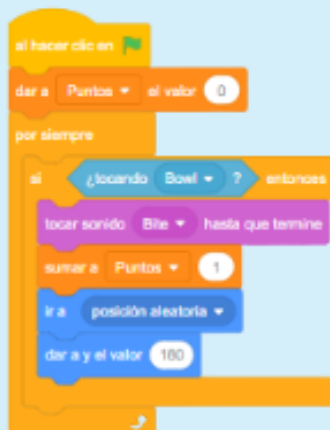 al hacer clic en
dar a Puntos el valor 0
por siempre
si ¿tocando Bowl ? entonces
tocar sonido Bite hasta que termine
sumar a Puntos 1
ir a posición aleatoria
dar a y el valor 180